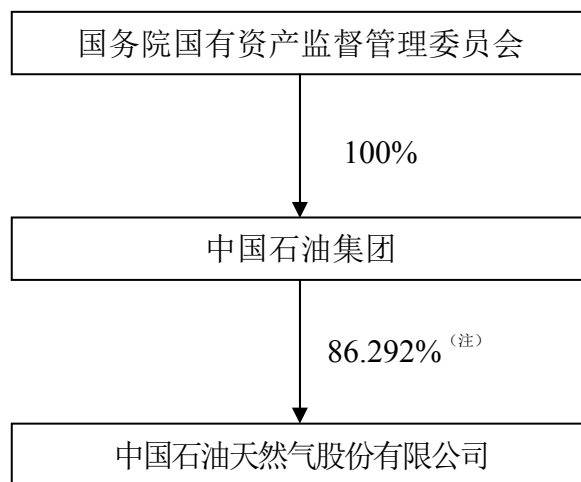 国务院国有资产监督管理委员会
100%
中国石油集团
86.292%（注）
中国石油天然气股份有限公司